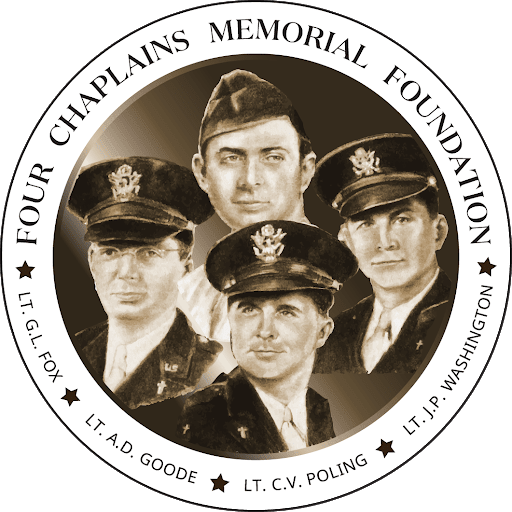 FOUR CHAPLAINS MEMORIAL FOUNDATION
LT. G.L. FOX
LT. A.D. GOODE
LT. C.V. POLING
LT. J.P. WASHINGTON